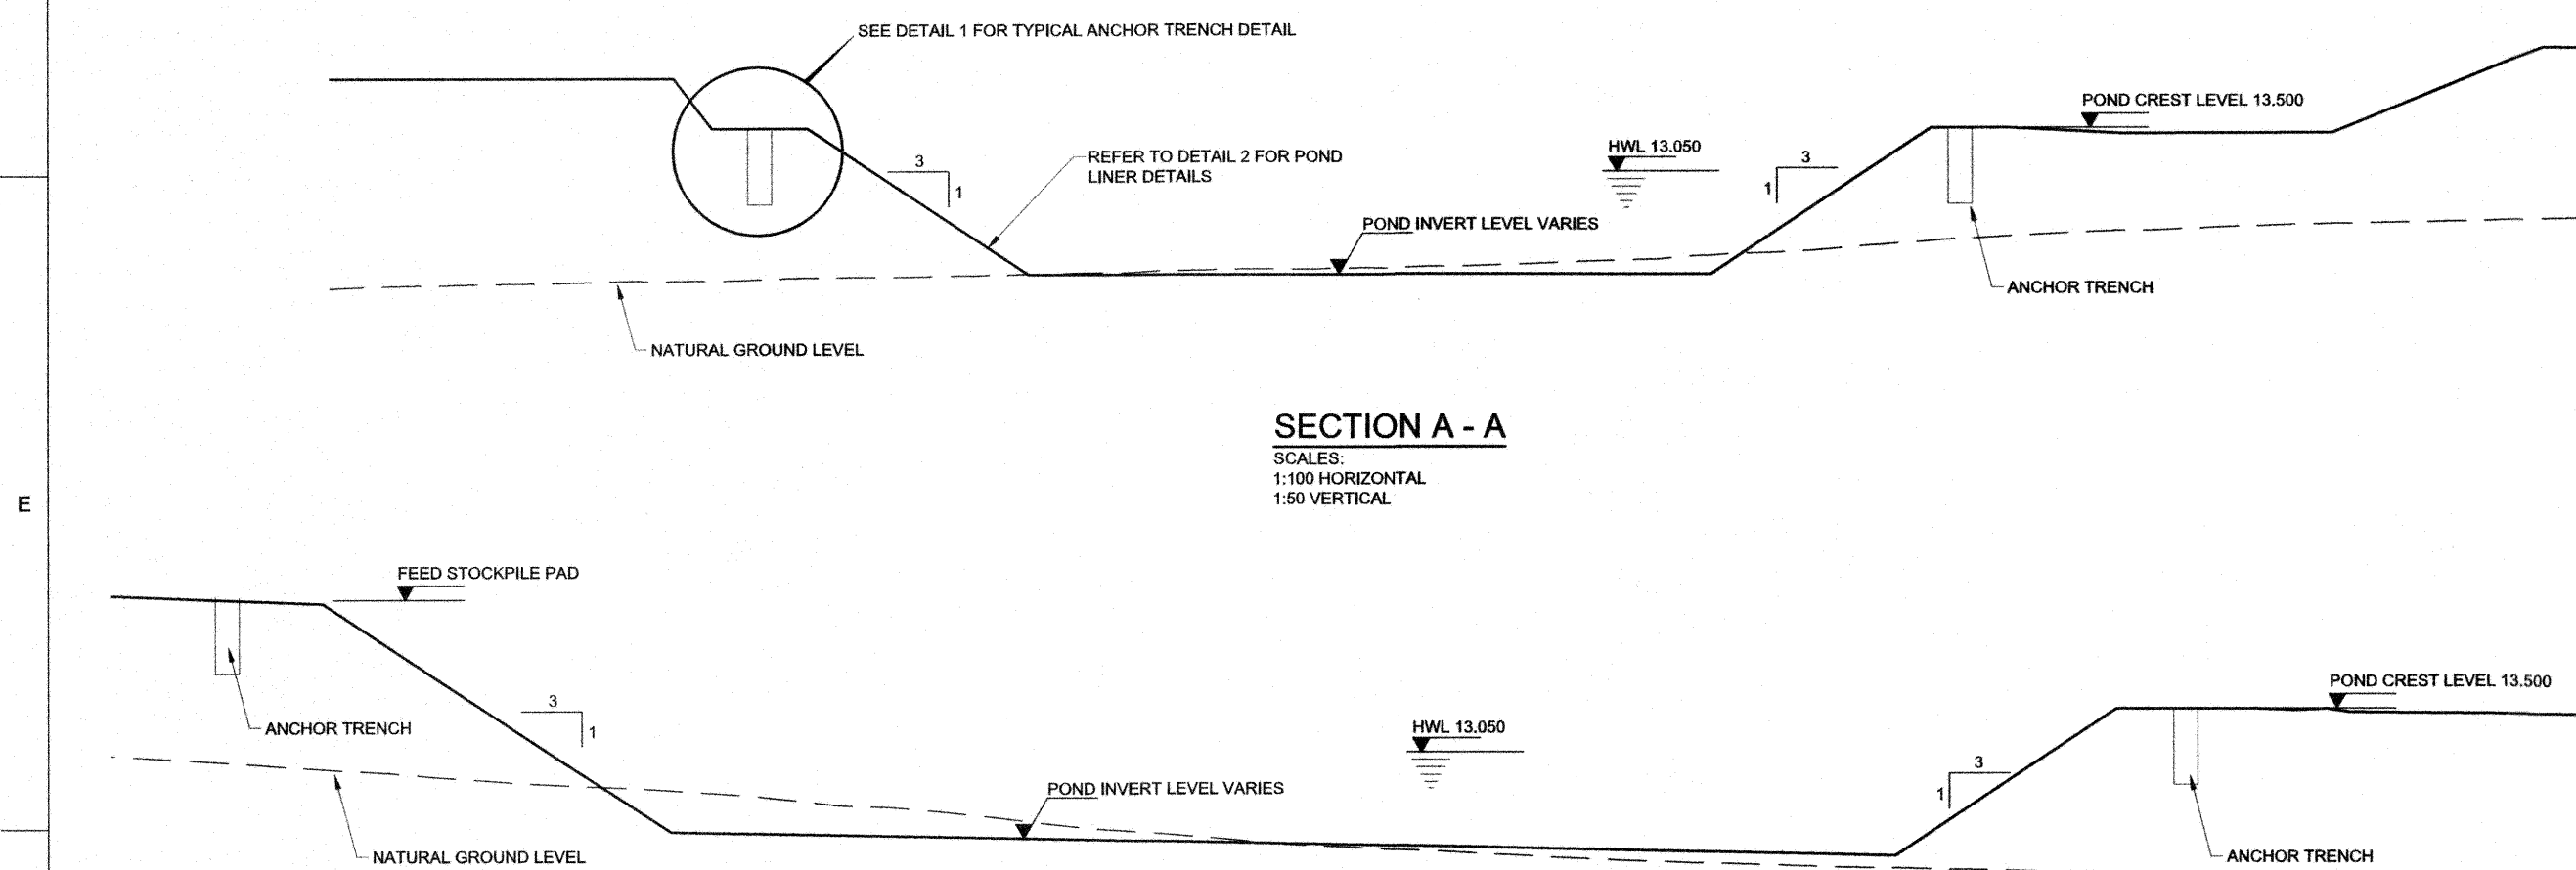 SEE DETAIL 1 FOR TYPICAL ANCHOR TRENCH DETAIL
POND CREST LEVEL 13.500
HWL 13.050
3
1
REFER TO DETAIL 2 FOR POND
LINER DETAILS
3
1
POND INVERT LEVEL VARIES
ANCHOR TRENCH
NATURAL GROUND LEVEL
SECTION A - A
SCALES:
1:100 HORIZONTAL
1:50 VERTICAL
E
FEED STOCKPILE PAD
POND CREST LEVEL 13.500
3
1
ANCHOR TRENCH
HWL 13.050
3
1
POND INVERT LEVEL VARIES
NATURAL GROUND LEVEL
ANCHOR TRENCH